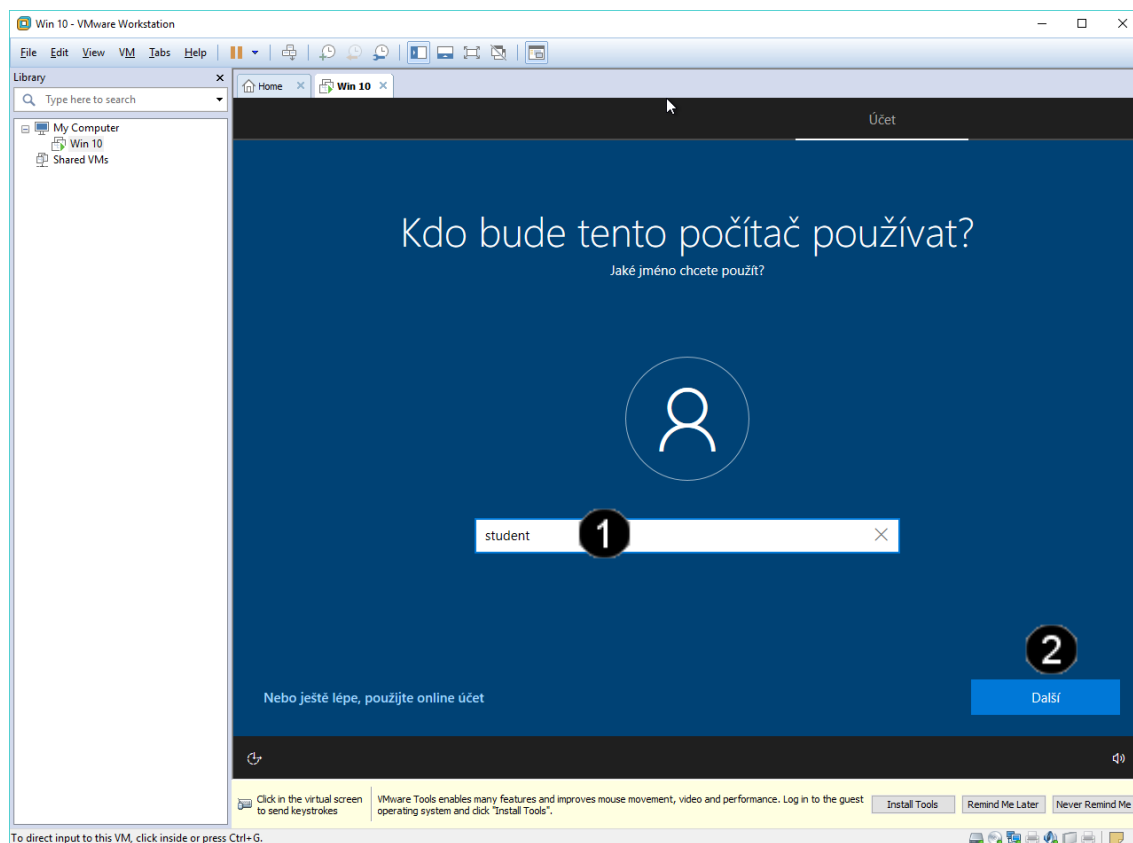 Win 10 - VMware Workstation
File Edit View VM Tabs Help
Library
Home
Win 10
Type here to search
My Computer
Win 10
Shared VMs
Účet
Kdo bude tento počítač používat?
Jaké jméno chcete použít?
student
1
2
Nebo ještě lépe, použijte online účet
Další
Click in the virtual screen
to send keystrokes
VMware Tools enables many features and improves mouse movement, video and performance. Log in to the guest
operating system and click "Install Tools".
Install Tools
Remind Me Later
Never Remind Me
To direct input to this VM, click inside or press Ctrl+G.